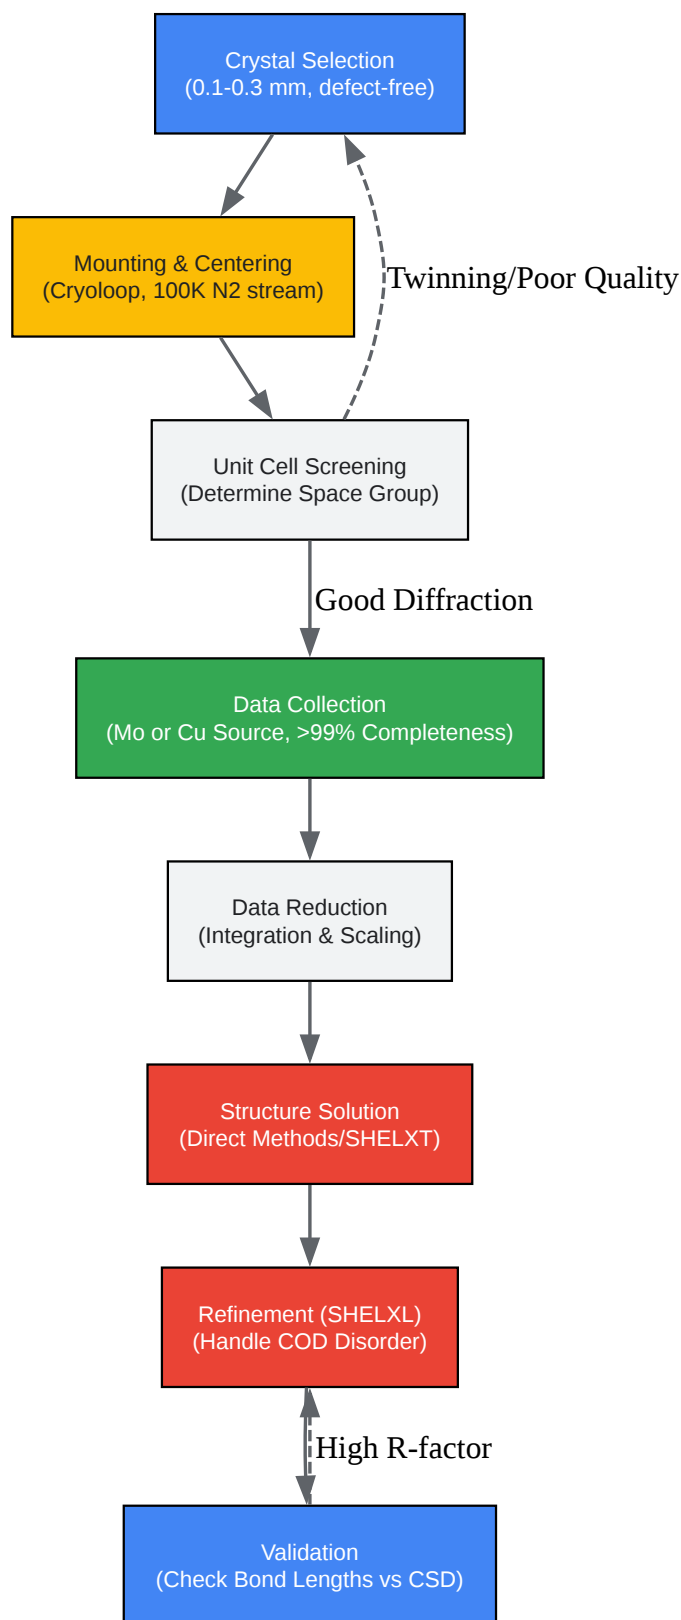 Crystal Selection
(0.1-0.3 mm, defect-free)
Mounting & Centering
(Cryoloop, 100K N2 stream)
Twinning/Poor Quality
Unit Cell Screening
(Determine Space Group)
Good Diffraction
Data Collection
(Mo or Cu Source, >99% Completeness)
Data Reduction
(Integration & Scaling)
Structure Solution
(Direct Methods/SHELXT)
Refinement (SHELXL)
(Handle COD Disorder)
High R-factor
Validation
(Check Bond Lengths vs CSD)